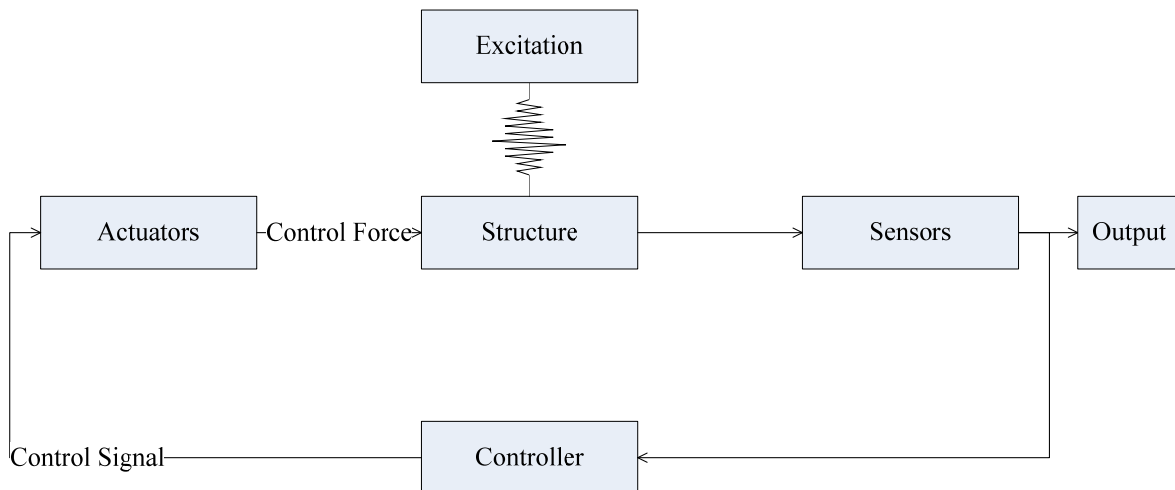 Excitation
Actuators
Control Force
Structure
Sensors
Output
Control Signal
Controller